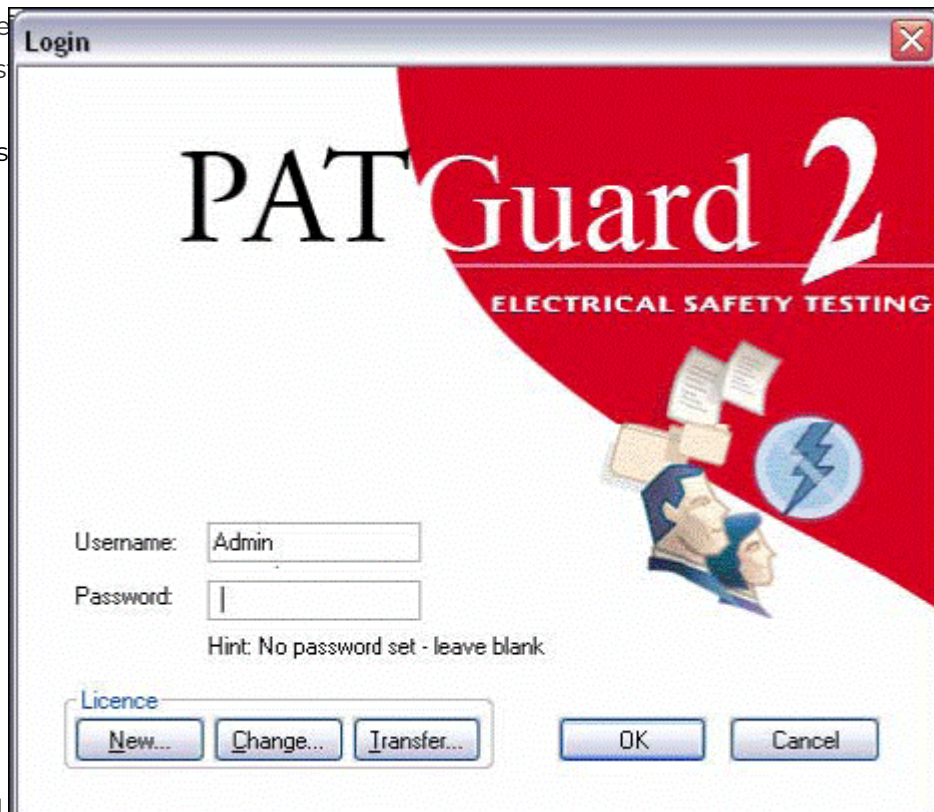 Login
PATGuard 2
ELECTRICAL SAFETY TESTING
Username: Admin
Password:
Hint: No password set - leave blank
Licence
New... Change... Transfer... OK Cancel